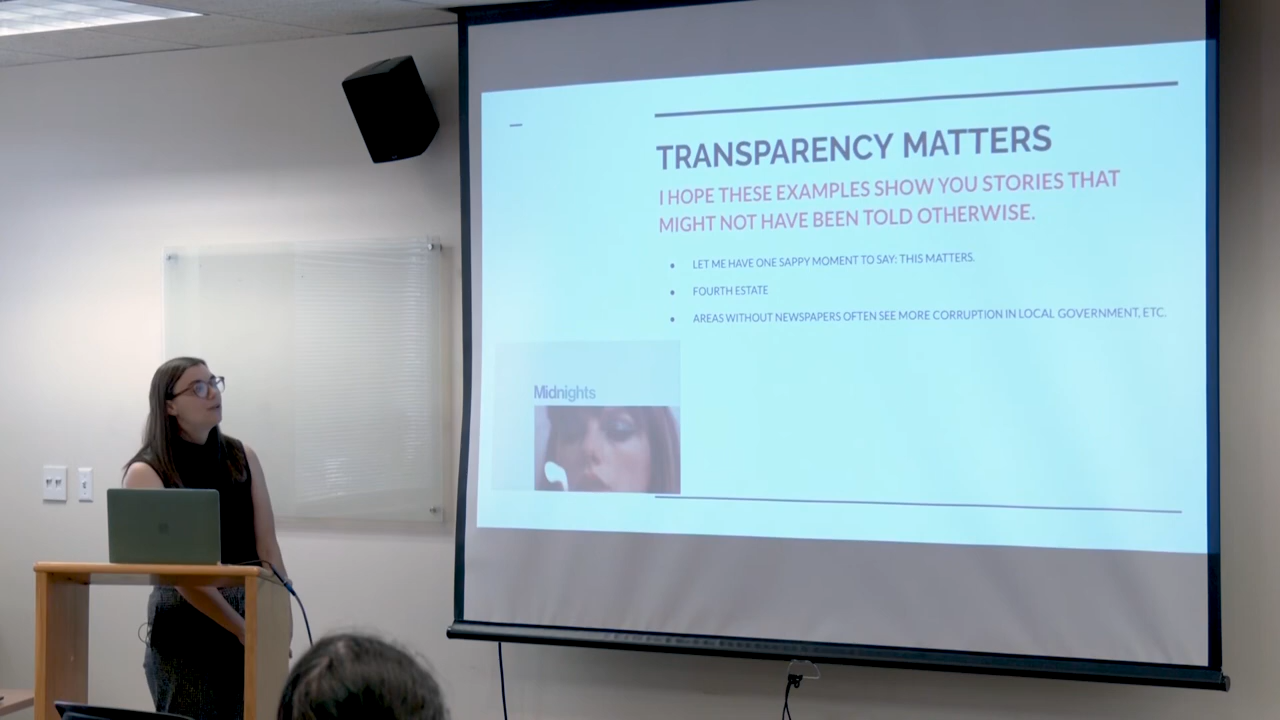 TRANSPARENCY MATTERS
I HOPE THESE EXAMPLES SHOW YOU STORIES THAT
MIGHT NOT HAVE BEEN TOLD OTHERWISE.
● LET ME HAVE ONE SAPPY MOMENT TO SAY: THIS MATTERS.
● FOURTH ESTATE
● AREAS WITHOUT NEWSPAPERS OFTEN SEE MORE CORRUPTION IN LOCAL GOVERNMENT, ETC.
Midnights